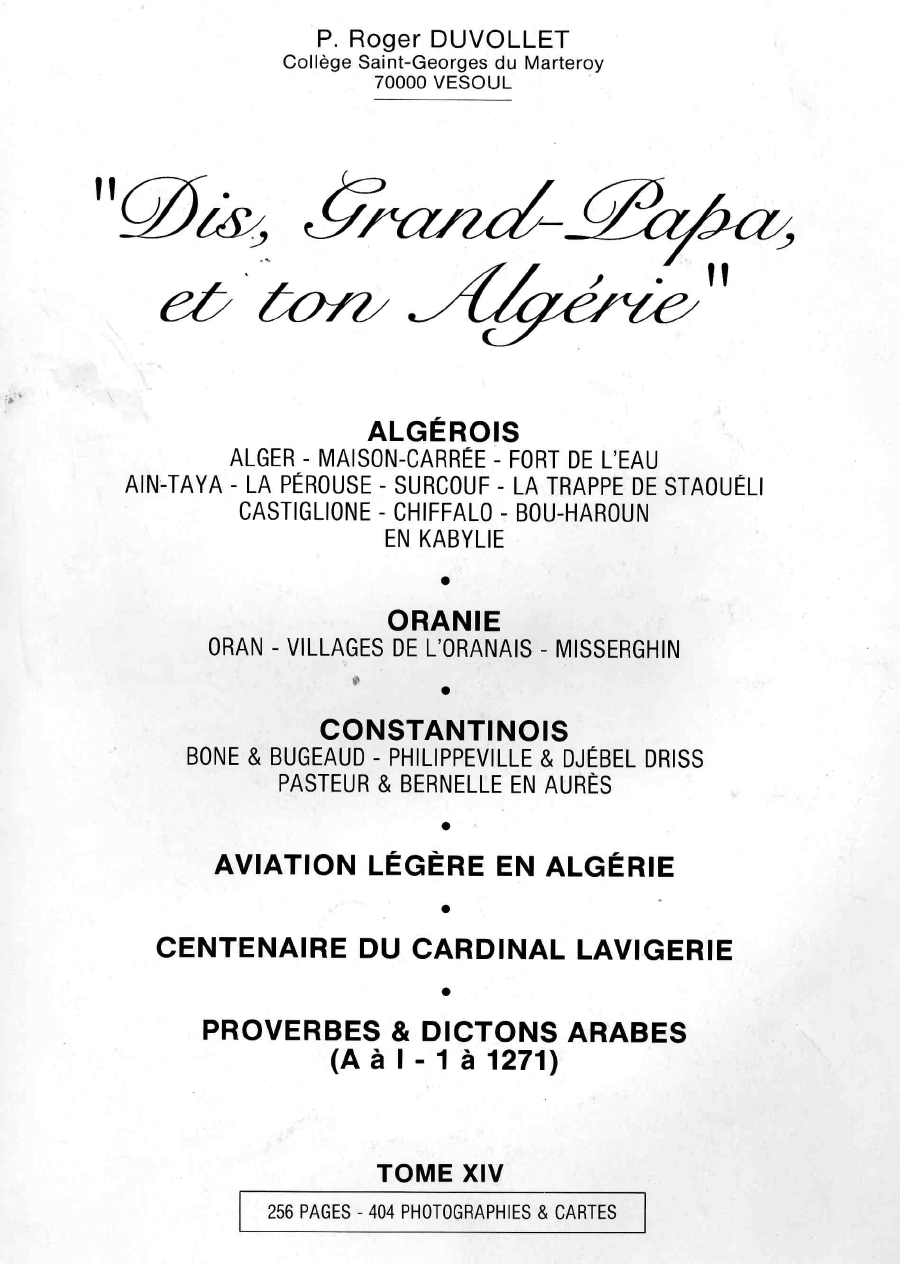 P. Roger DUVOLLET
Collège Saint-Georges du Marteroy
70000 VESOUL
"Dis, Grand-Papa,
et ton Algérie"
ALGÉROIS
ALGER - MAISON-CARRÉE - FORT DE L'EAU
AIN-TAYA - LA PÉROUSE - SURCOUF - LA TRAPPE DE STAOUÉLI
CASTIGLIONE - CHIFFALO - BOU-HAROUN
EN KABYLIE
•
ORANIE
ORAN - VILLAGES DE L'ORANAIS - MISSERGHIN
•
CONSTANTINOIS
BONE & BUGEAUD - PHILIPPEVILLE & DJÉBEL DRISS
PASTEUR & BERNELLE EN AURÈS
•
AVIATION LÉGÈRE EN ALGÉRIE
•
CENTENAIRE DU CARDINAL LAVIGERIE
•
PROVERBES & DICTONS ARABES
(A à I - 1 à 1271)
TOME XIV
256 PAGES - 404 PHOTOGRAPHIES & CARTES